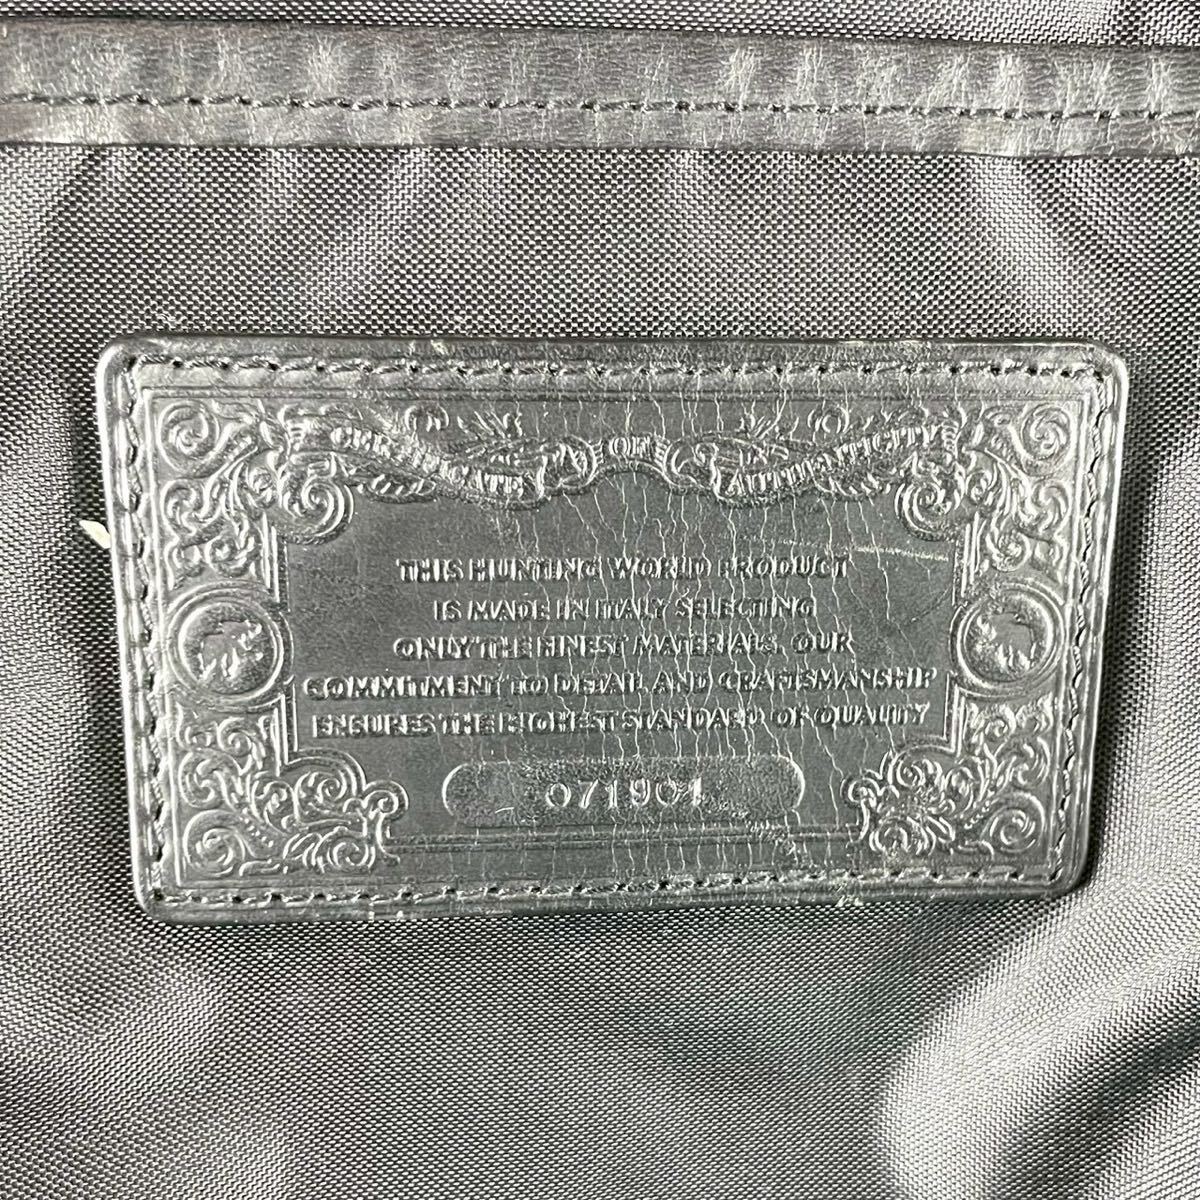 CERTIFICATE OF AUTHENTICITY
THIS HUNTING WORLD PRODUCT
IS MADE IN ITALY SELECTING
ONLY THE FINEST MATERIALS. OUR
COMMITMENT TO DETAIL AND CRAFTSMANSHIP
ENSURES THE HIGHEST STANDARD OF QUALITY
071901